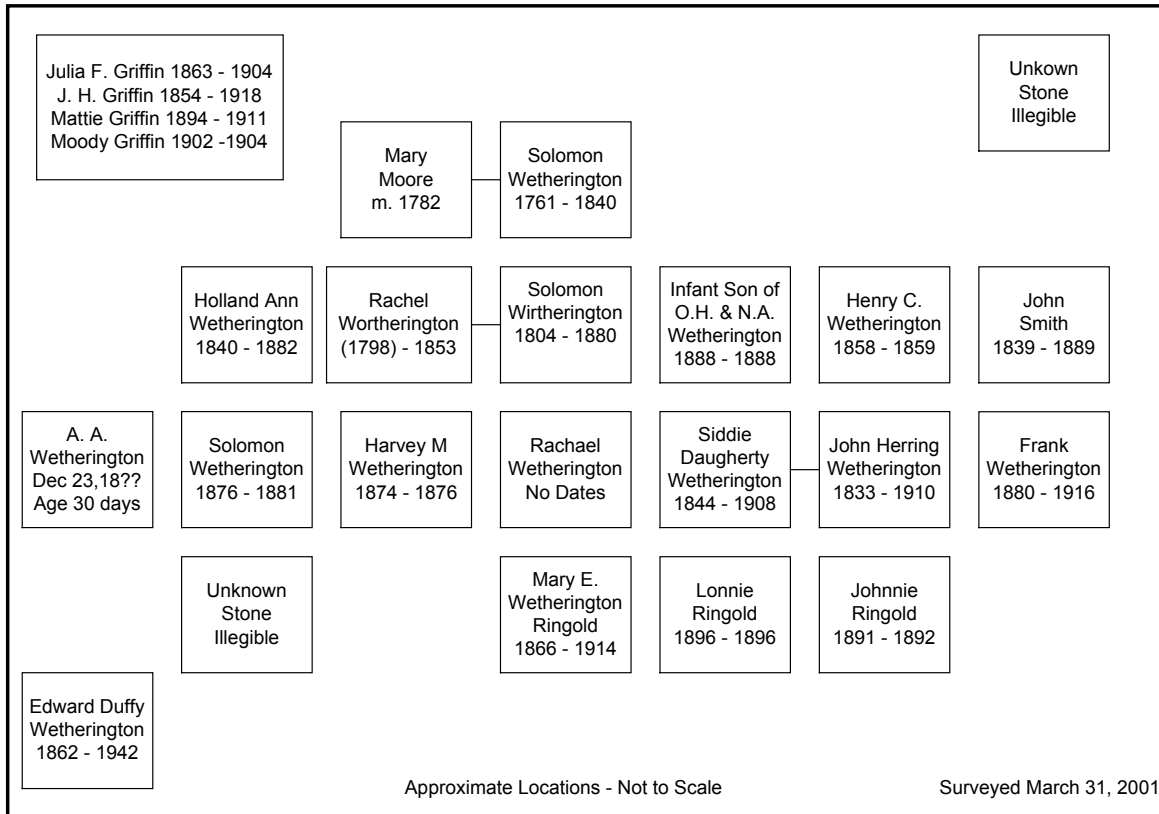 Julia F. Griffin 1863 - 1904
J. H. Griffin 1854 - 1918
Mattie Griffin 1894 - 1911
Moody Griffin 1902 -1904
Unkown
Stone
Illegible
Mary
Moore
m. 1782
Solomon
Wetherington
1761 - 1840
Holland Ann
Wetherington
1840 - 1882
Rachel
Wortherington
(1798) - 1853
Solomon
Wirtherington
1804 - 1880
Infant Son of
O.H. & N.A.
Wetherington
1888 - 1888
Henry C.
Wetherington
1858 - 1859
John
Smith
1839 - 1889
A. A.
Wetherington
Dec 23,18??
Age 30 days
Solomon
Wetherington
1876 - 1881
Harvey M
Wetherington
1874 - 1876
Rachael
Wetherington
No Dates
Siddie
Daugherty
Wetherington
1844 - 1908
John Herring
Wetherington
1833 - 1910
Frank
Wetherington
1880 - 1916
Unknown
Stone
Illegible
Mary E.
Wetherington
Ringold
1866 - 1914
Lonnie
Ringold
1896 - 1896
Johnnie
Ringold
1891 - 1892
Edward Duffy
Wetherington
1862 - 1942
Approximate Locations - Not to Scale
Surveyed March 31, 2001